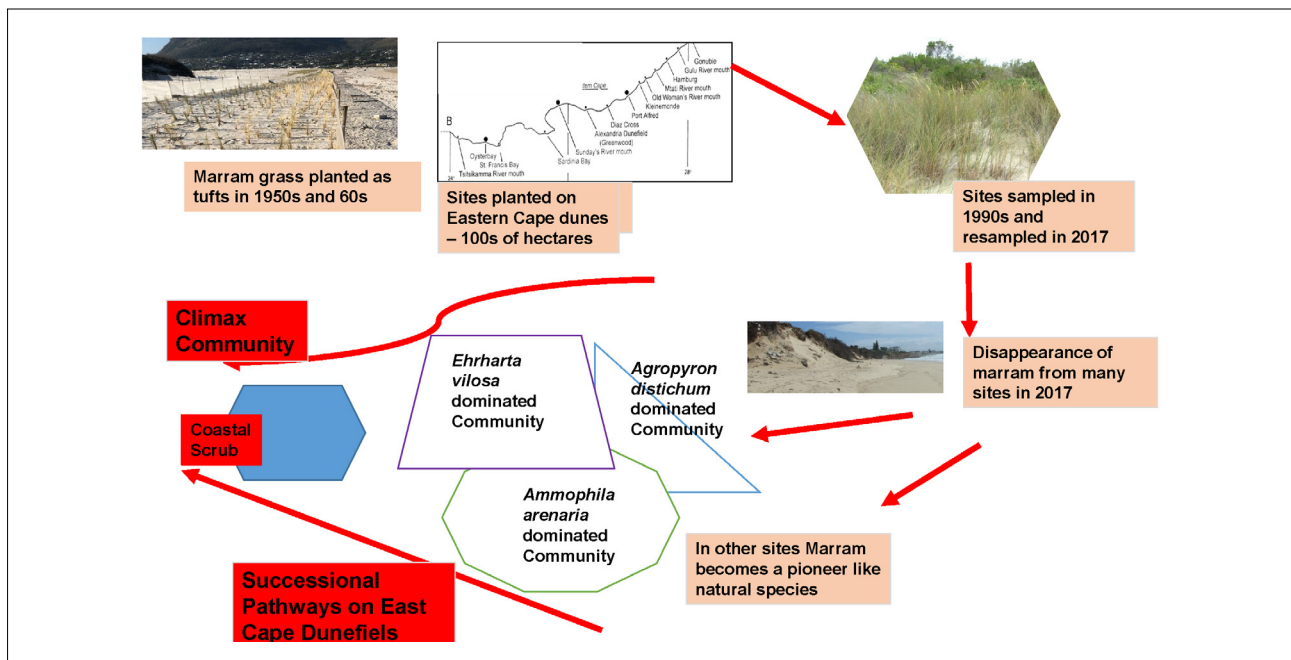 Marram grass planted as
tufts in 1950s and 60s
Gonubie
Gulu River mouth
Hamburg
Mtati River mouth
Old Woman's River mouth
Kleinemonde
Port Alfred
Diaz Cross
Alexandria Dunefield
(Greenwood)
Sunday's River mouth
Sardinia Bay
B
Oysterbay
St. Francis Bay
Tsitsikamma River mouth
Sites planted on
Eastern Cape dunes
– 100s of hectares
Sites sampled in
1990s and
resampled in 2017
Disappearance of
marram from many
sites in 2017
Climax
Community
Ehrharta
vilosa
dominated
Community
Agropyron
distichum
dominated
Community
Coastal
Scrub
Ammophila
arenaria
dominated
Community
In other sites Marram
becomes a pioneer like
natural species
Successional
Pathways on East
Cape Dunefiels